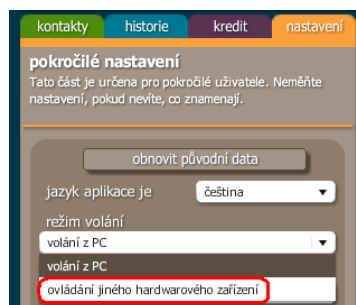 kontakty historie kredit nastavení
pokročilé nastavení
Tato část je určena pro pokročilé uživatele. Neměňte
nastavení, pokud nevíte, co znamenají.
obnovit původní data
jazyk aplikace je čeština
režim volání
volání z PC
volání z PC
ovládání jiného hardwarového zařízení